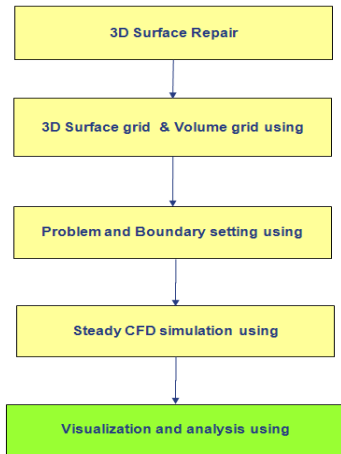 3D Surface Repair
3D Surface grid & Volume grid using
Problem and Boundary setting using
Steady CFD simulation using
Visualization and analysis using